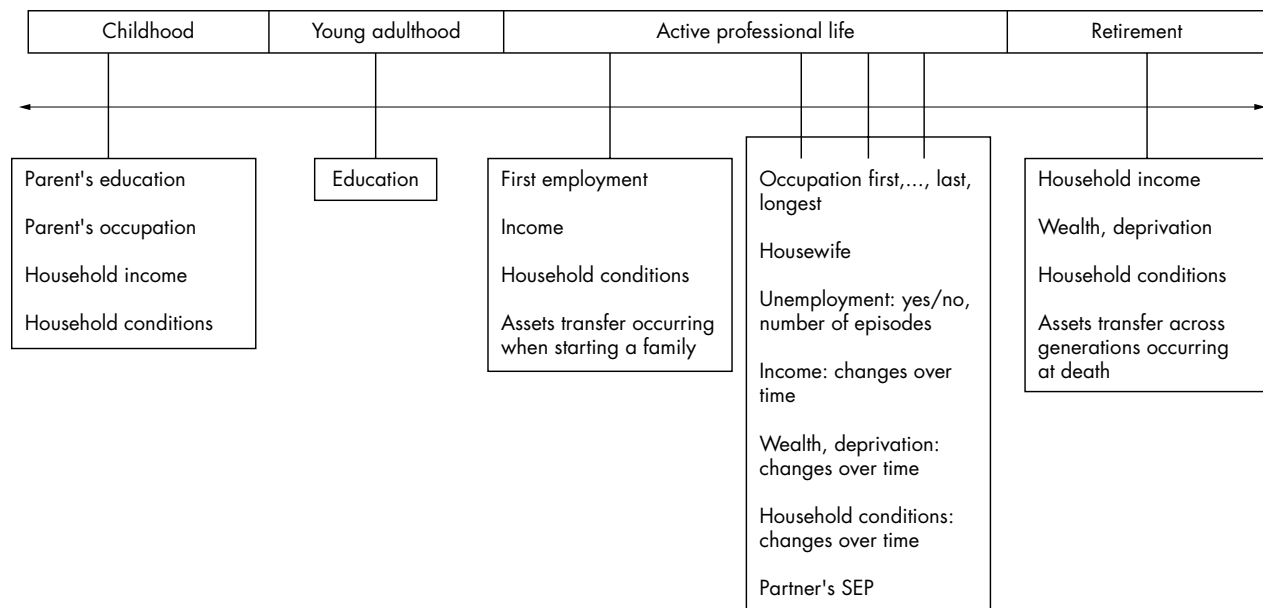 Childhood
Young adulthood
Active professional life
Retirement
Parent's education
Parent's occupation
Household income
Household conditions
Education
First employment
Income
Household conditions
Assets transfer occurring
when starting a family
Occupation first,..., last,
longest
Housewife
Unemployment: yes/no,
number of episodes
Income: changes over
time
Wealth, deprivation:
changes over time
Household conditions:
changes over time
Partner's SEP
Household income
Wealth, deprivation
Household conditions
Assets transfer across
generations occurring
at death